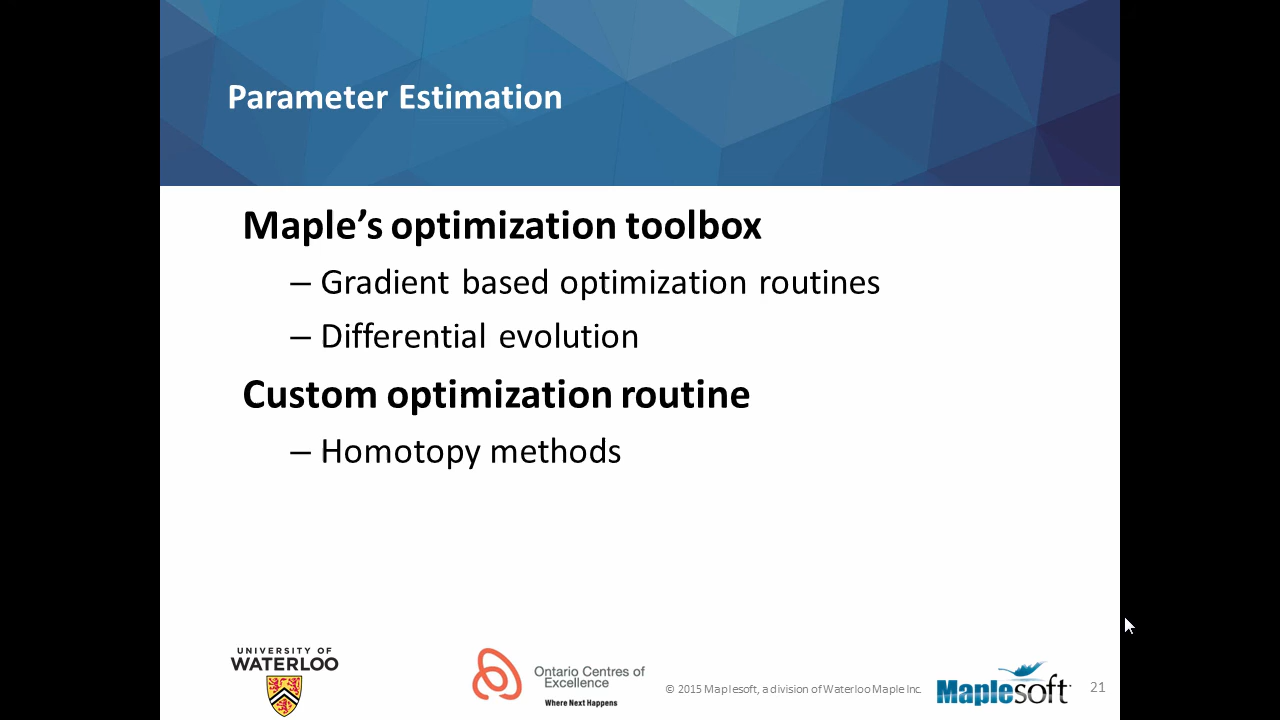 Parameter Estimation
Maple’s optimization toolbox
– Gradient based optimization routines
– Differential evolution
Custom optimization routine
– Homotopy methods
UNIVERSITY OF
WATERLOO
Ontario Centres of
Excellence
Where Next Happens
© 2015 Maplesoft, a division of Waterloo Maple Inc.
Maplesoft
21